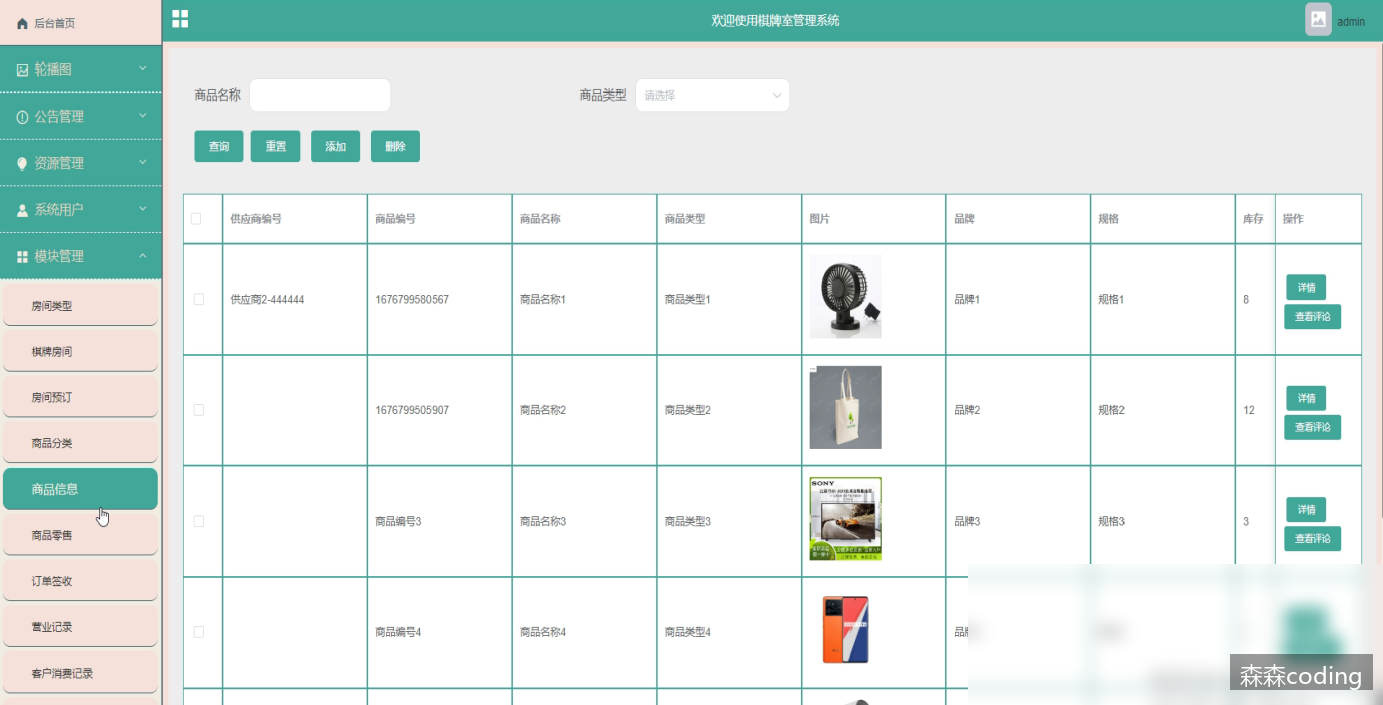 后台首页
欢迎使用棋牌室管理系统
admin
轮播图
公告管理
资源管理
系统用户
模块管理
房间类型
棋牌房间
房间预订
商品分类
商品信息
商品零售
订单签收
营业记录
客户消费记录
商品名称
商品类型 请选择
查询 重置 添加 删除
供应商编号 商品编号 商品名称 商品类型 图片 品牌 规格 库存 操作
供应商2-444444 1676799580567 商品名称1 商品类型1 品牌1 规格1 8 详情
查看评论
1676799505907 商品名称2 商品类型2 品牌2 规格2 12 详情
查看评论
SONY
商品编号3 商品名称3 商品类型3 品牌3 规格3 3 详情
查看评论
商品编号4 商品名称4 商品类型4
森森coding